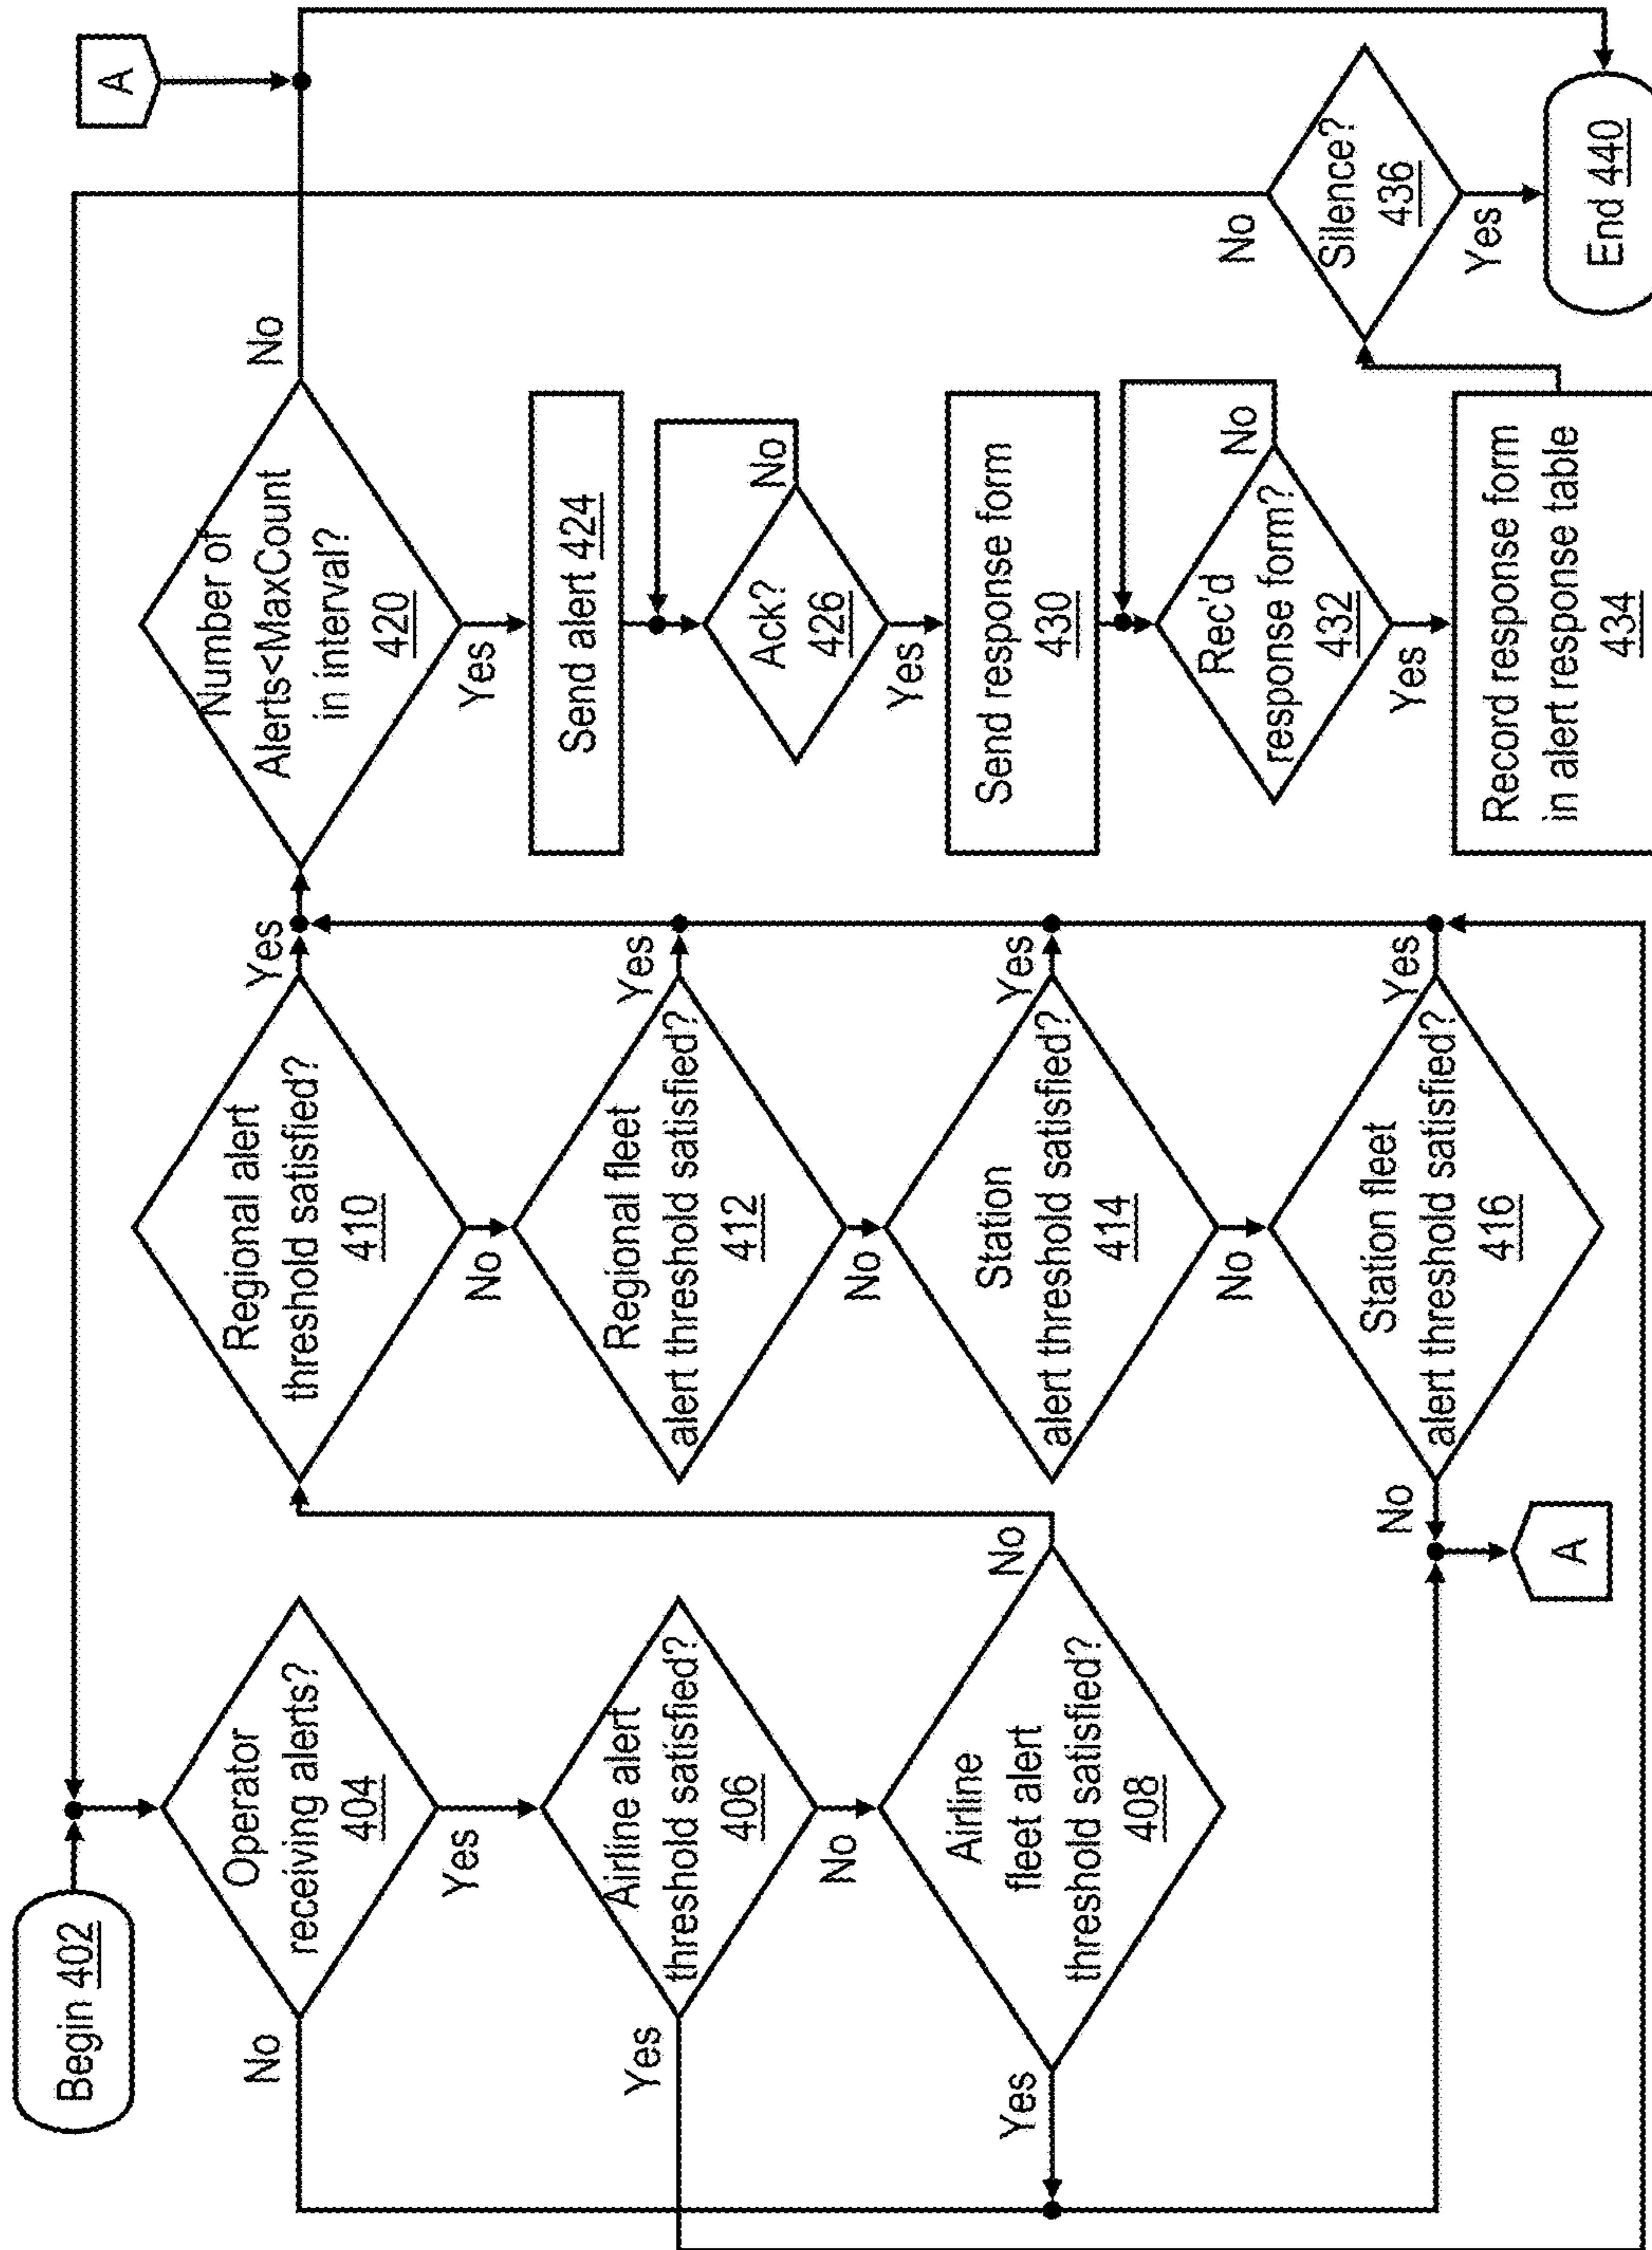 Begin 402
No
Operator
receiving alerts?
404
Yes
Yes
Airline alert
threshold satisfied?
406
No
Yes
Airline
fleet alert
threshold satisfied?
408
No
Regional alert
threshold satisfied?
410
Yes
No
Regional fleet
alert threshold satisfied?
412
Yes
No
Station
alert threshold satisfied?
414
Yes
No
Station fleet
alert threshold satisfied?
416
Yes
No
A
Number of
Alerts<MaxCount
in interval?
420
No
Yes
Send alert 424
Ack?
426
No
Yes
Send response form
430
Rec'd
response form?
432
No
Yes
Record response form
in alert response table
434
A
No
Silence?
436
Yes
End 440